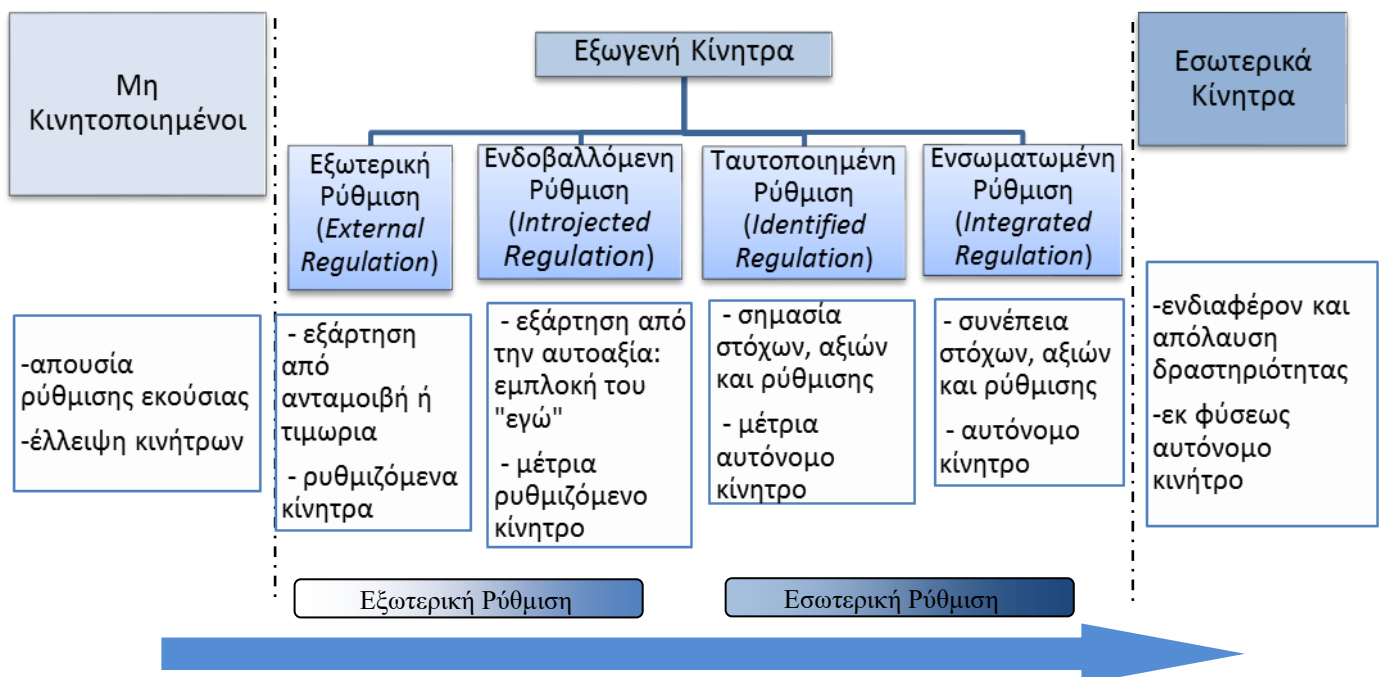 Μη
Κινητοποιημένοι
Εξωγενή Κίνητρα
Εσωτερικά
Κίνητρα
Εξωτερική
Ρύθμιση
(External
Regulation)
Ενδοβαλλόμενη
Ρύθμιση
(Introjected
Regulation)
Ταυτοποιημένη
Ρύθμιση
(Identified
Regulation)
Ενσωματωμένη
Ρύθμιση
(Integrated
Regulation)
-απουσία
ρύθμισης εκούσιας
-έλλειψη κινήτρων
- εξάρτηση
από
ανταμοιβή ή
τιμωρια
- ρυθμιζόμενα
κίνητρα
- εξάρτηση από
την αυτοαξία:
εμπλοκή του
"εγώ"
- μέτρια
ρυθμιζόμενο
κίνητρο
- σημασία
στόχων, αξιών
και ρύθμισης
- μέτρια
αυτόνομο
κίνητρο
- συνέπεια
στόχων, αξιών
και ρύθμισης
- αυτόνομο
κίνητρο
-ενδιαφέρον και
απόλαυση
δραστηριότητας
-εκ φύσεως
αυτόνομο
κινήτρο
Εξωτερική Ρύθμιση
Εσωτερική Ρύθμιση